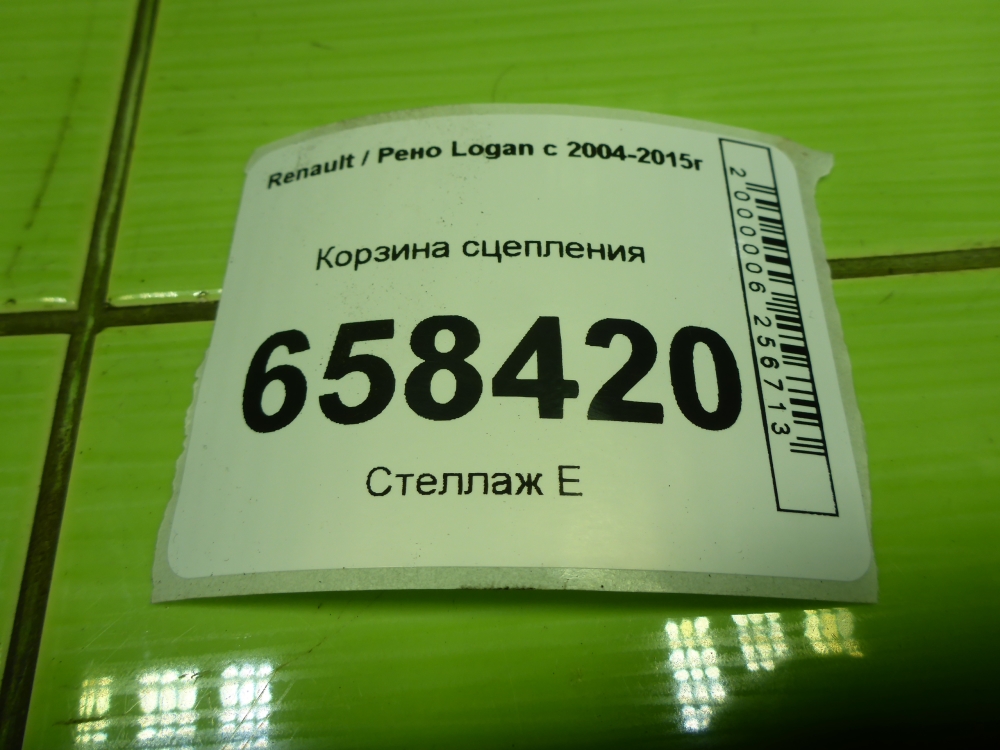 Renault / Рено Logan с 2004-2015г
Корзина сцепления
658420
Стеллаж Е
2000006256713